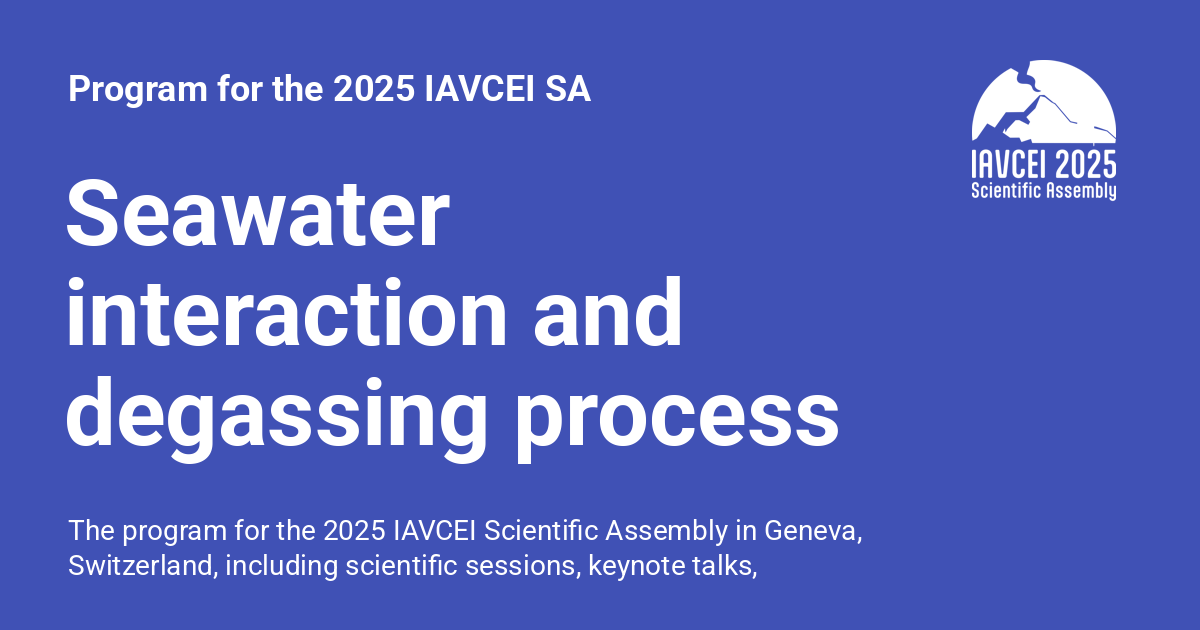 Program for the 2025 IAVCEI SA
IAVCEI 2025
Scientific Assembly
Seawater
interaction and
degassing process
The program for the 2025 IAVCEI Scientific Assembly in Geneva,
Switzerland, including scientific sessions, keynote talks,